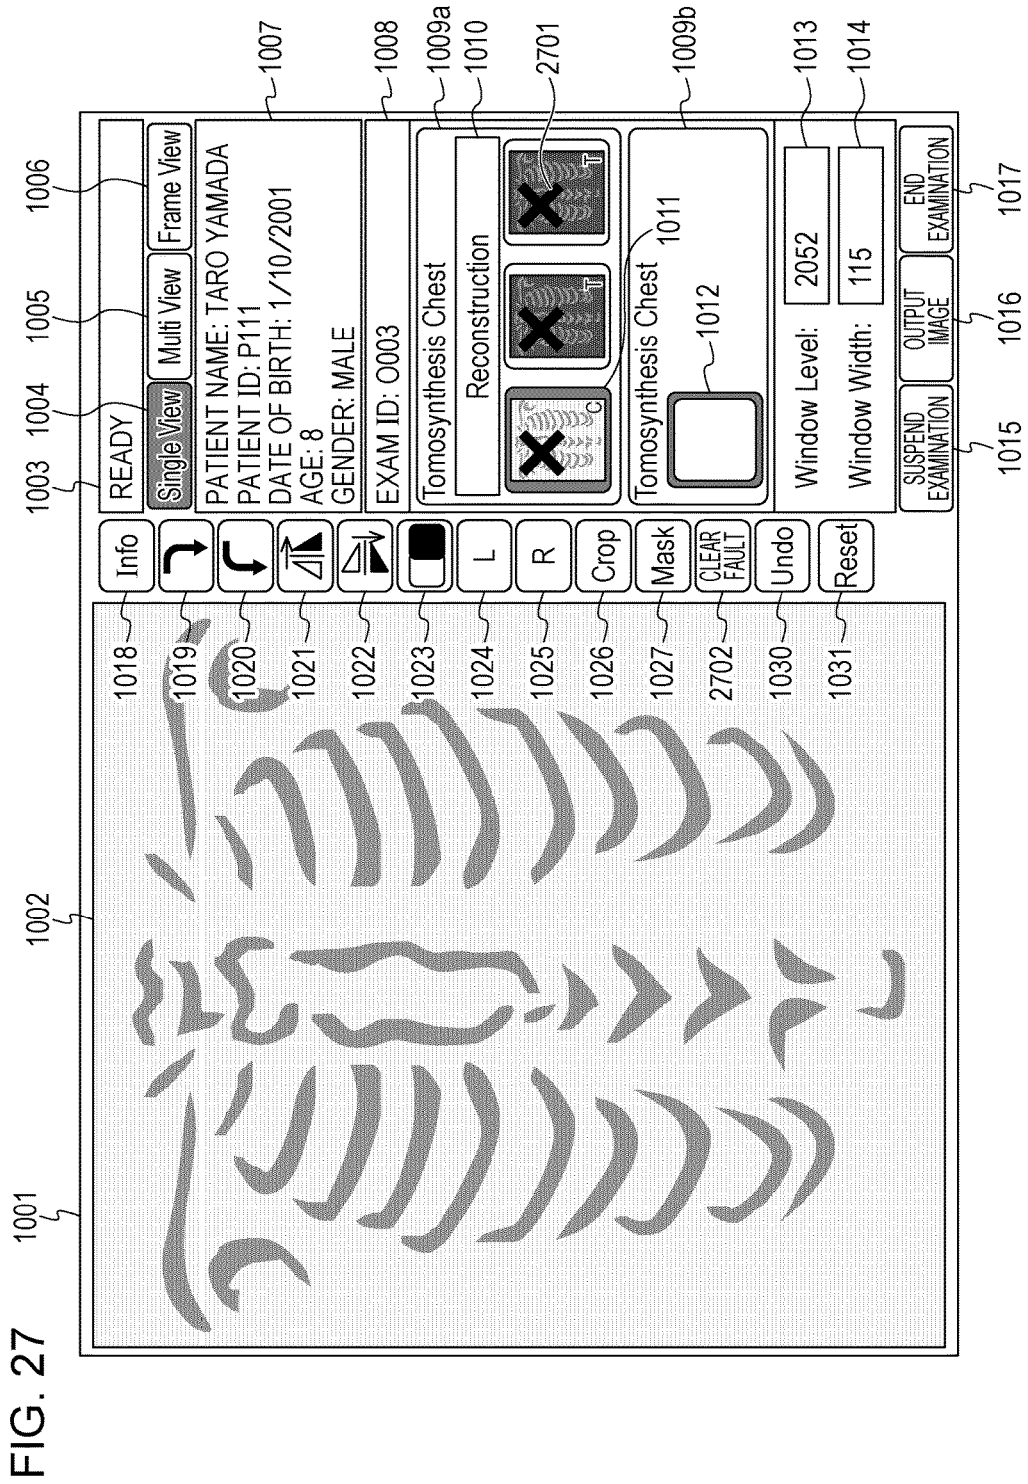 FIG. 27
1001
1002
1003
1004
1005
1006
READY
Single View
Multi View
Frame View
1007
PATIENT NAME: TARO YAMADA
PATIENT ID: P111
DATE OF BIRTH: 1/10/2001
AGE: 8
GENDER: MALE
1008
EXAM ID: O003
1009a
Tomosynthesis Chest
1010
Reconstruction
C
T
T
2701
1011
1009b
Tomosynthesis Chest
1012
Window Level:
2052
1013
Window Width:
115
1014
SUSPEND
EXAMINATION
OUTPUT
IMAGE
END
EXAMINATION
1015
1016
1017
1018
Info
1019
1020
1021
1022
1023
1024
L
1025
R
1026
Crop
1027
Mask
2702
CLEAR
FAULT
1030
Undo
1031
Reset